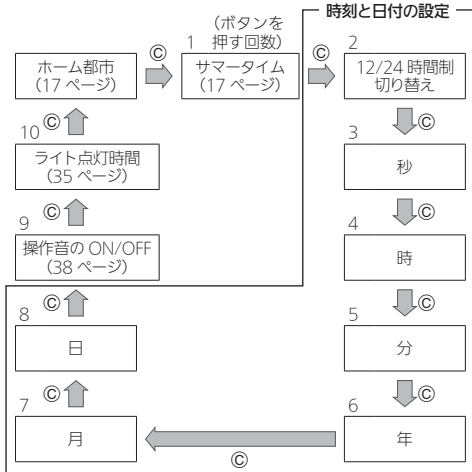 時刻と日付の設定
(ボタンを
押す回数)
ホーム都市
(17 ページ)
Ⓒ
1
サマータイム
(17 ページ)
Ⓒ
2
12/24 時間制
切り替え
Ⓒ
3
秒
Ⓒ
4
時
Ⓒ
5
分
Ⓒ
6
年
Ⓒ
7
月
Ⓒ
8
日
Ⓒ
9
操作音の ON/OFF
(38 ページ)
Ⓒ
10
ライト点灯時間
(35 ページ)
Ⓒ